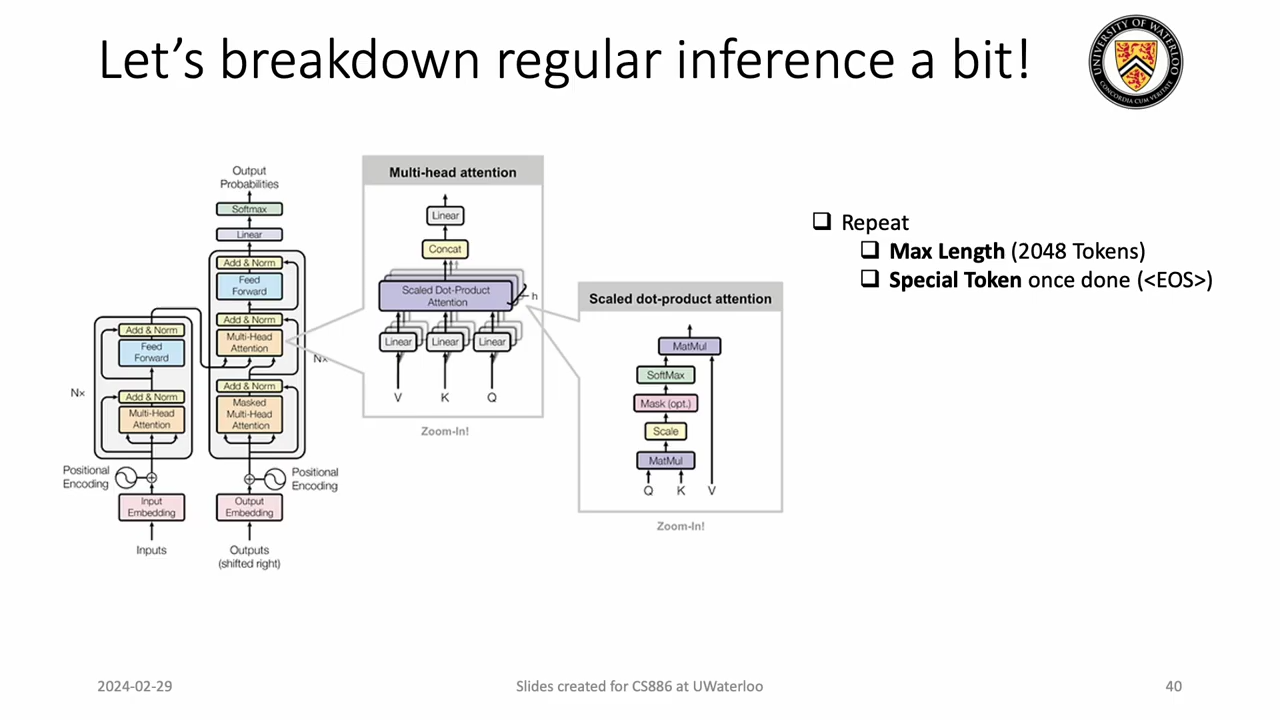 Let's breakdown regular inference a bit!
UNIVERSITY OF WATERLOO
CONCORDIA CUM VERITATE
Output
Probabilities
Softmax
Linear
Add & Norm
Feed
Forward
Add & Norm
Multi-Head
Attention
Add & Norm
Masked
Multi-Head
Attention
Nx
Add & Norm
Feed
Forward
Add & Norm
Multi-Head
Attention
Nx
Positional
Encoding
Positional
Encoding
Input
Embedding
Output
Embedding
Inputs
Outputs
(shifted right)
Multi-head attention
Linear
Concat
Scaled Dot-Product
Attention
h
Linear
Linear
Linear
V
K
Q
Zoom-In!
Scaled dot-product attention
MatMul
SoftMax
Mask (opt.)
Scale
MatMul
Q
K
V
Zoom-In!
Repeat
Max Length (2048 Tokens)
Special Token once done (<EOS>)
2024-02-29
Slides created for CS886 at UWaterloo
40